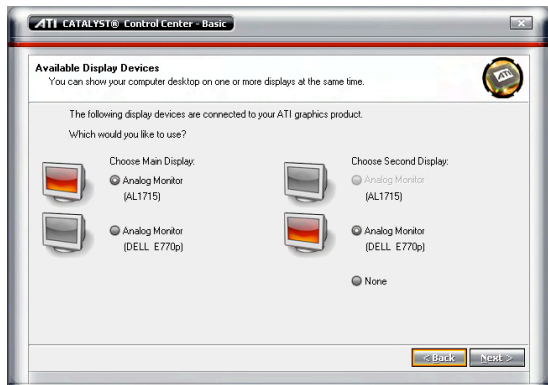 ATI CATALYST® Control Center - Basic
Available Display Devices
You can show your computer desktop on one or more displays at the same time.
ATI
The following display devices are connected to your ATI graphics product.
Which would you like to use?
Choose Main Display:
Analog Monitor
(AL1715)
Analog Monitor
(DELL E770p)
Choose Second Display:
Analog Monitor
(AL1715)
Analog Monitor
(DELL E770p)
None
< Back
Next >